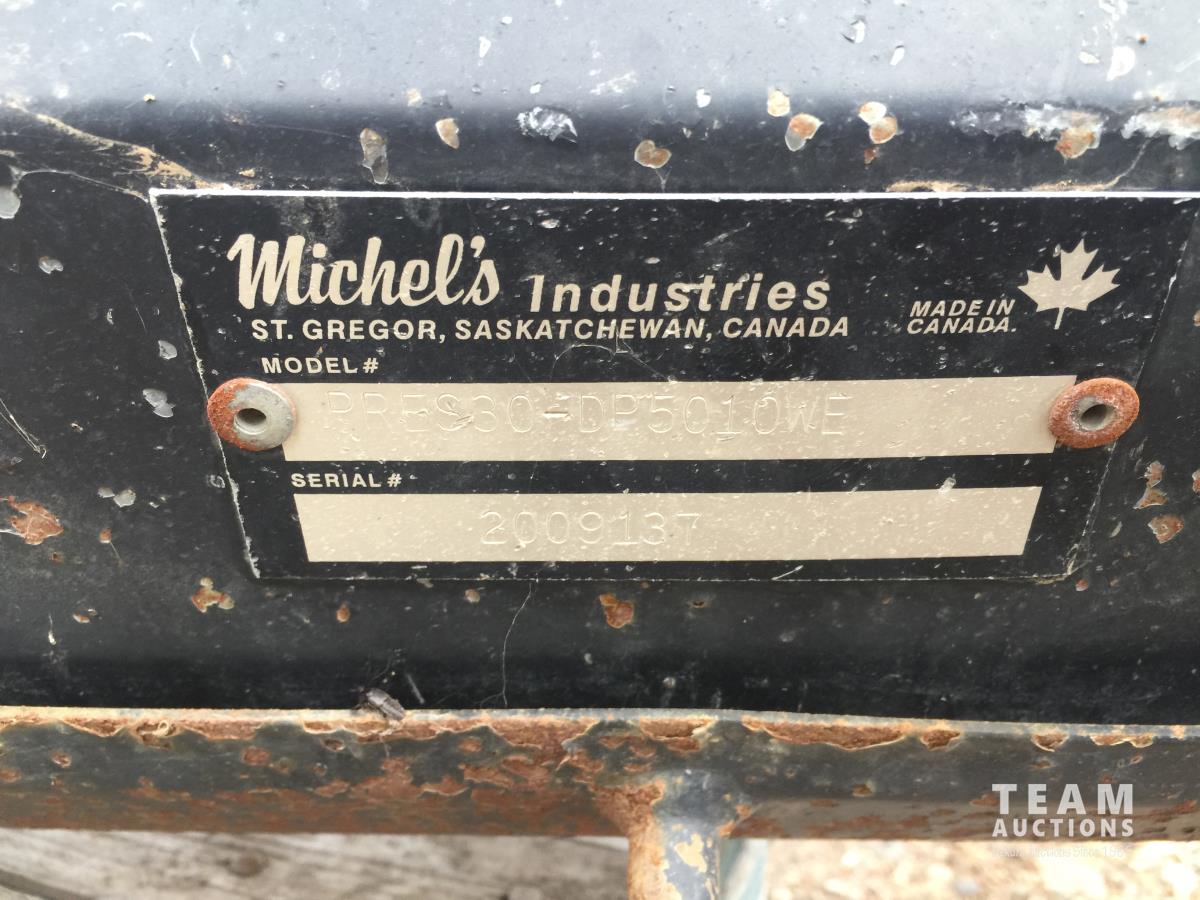 Michel's Industries
ST. GREGOR, SASKATCHEWAN, CANADA
MADE IN
CANADA.
MODEL #
PRES30-DP5010WE
SERIAL #
2009137
TEAM
AUCTIONS